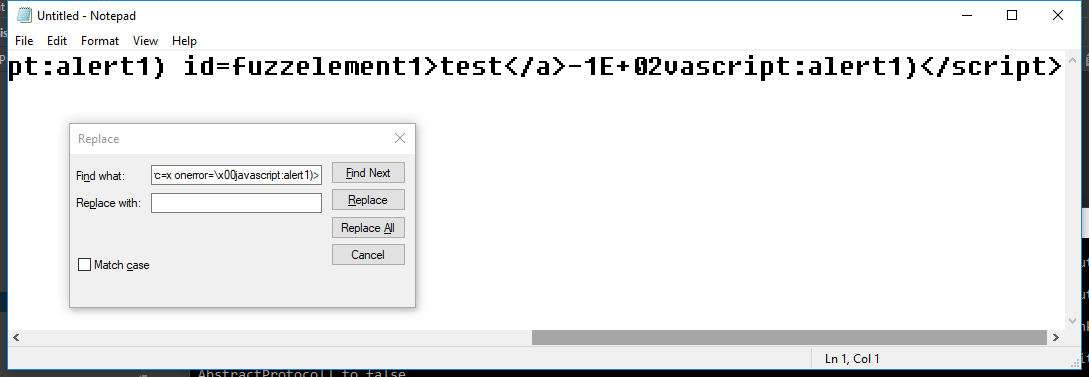 Untitled - Notepad
File Edit Format View Help
pt:alert1) id=fuzzelement1>test</a>-1E+02vascript:alert1)</script>
Replace
Find what: c=x onerror=\x00javascript:alert1)> Find Next
Replace with: Replace
Replace All
Cancel
Match case
Ln 1, Col 1
AbstractProtocol] to false